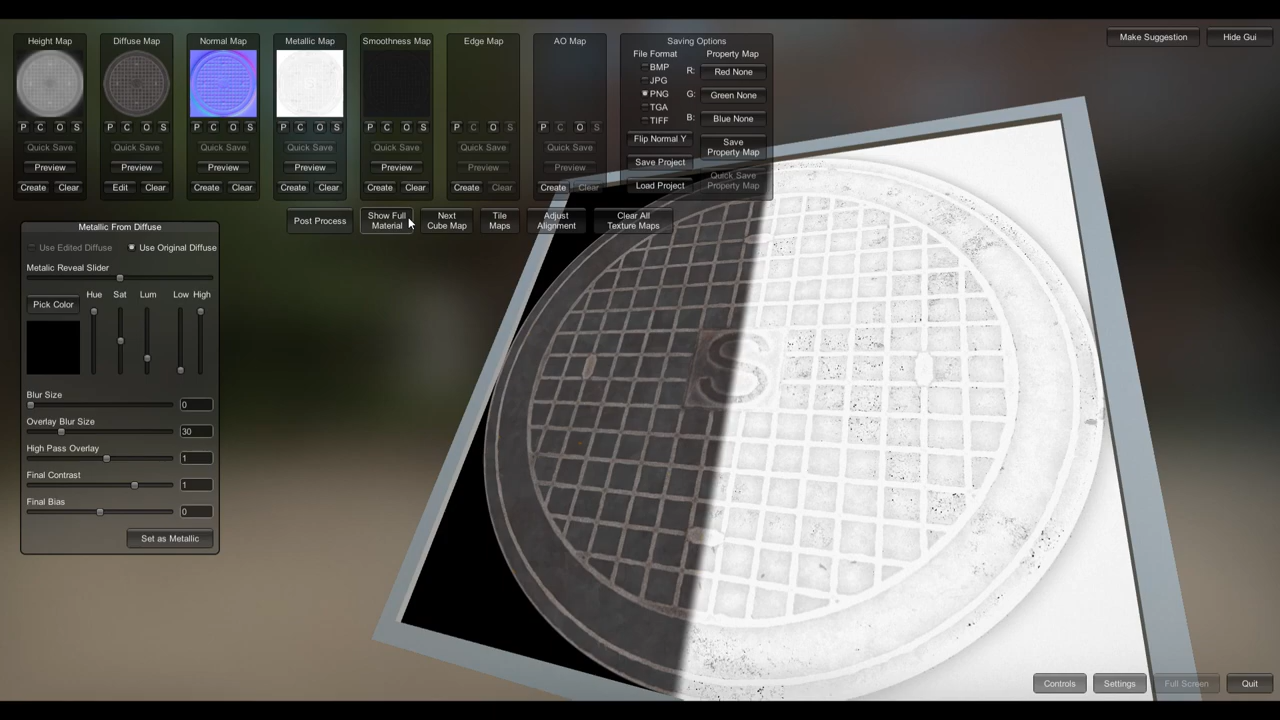 Height Map
Diffuse Map
Normal Map
Metallic Map
Smoothness Map
Edge Map
AO Map
P C O S
P C O S
P C O S
P C O S
P C O S
P C O S
P C O S
Quick Save
Quick Save
Quick Save
Quick Save
Quick Save
Quick Save
Quick Save
Preview
Preview
Preview
Preview
Preview
Preview
Preview
Create Clear
Edit Clear
Create Clear
Create Clear
Create Clear
Create Clear
Create Clear
Saving Options
File Format
Property Map
BMP
JPG
PNG
TGA
TIFF
R: Red None
G: Green None
B: Blue None
Flip Normal Y
Save Project
Load Project
Save
Property Map
Quick Save
Property Map
Make Suggestion
Hide Gui
Post Process
Show Full
Material
Next
Cube Map
Tile
Maps
Adjust
Alignment
Clear All
Texture Maps
Metallic From Diffuse
Use Edited Diffuse
Use Original Diffuse
Metalic Reveal Slider
Pick Color
Hue Sat Lum Low High
Blur Size
0
Overlay Blur Size
30
High Pass Overlay
1
Final Contrast
1
Final Bias
0
Set as Metallic
S
Controls
Settings
Full Screen
Quit